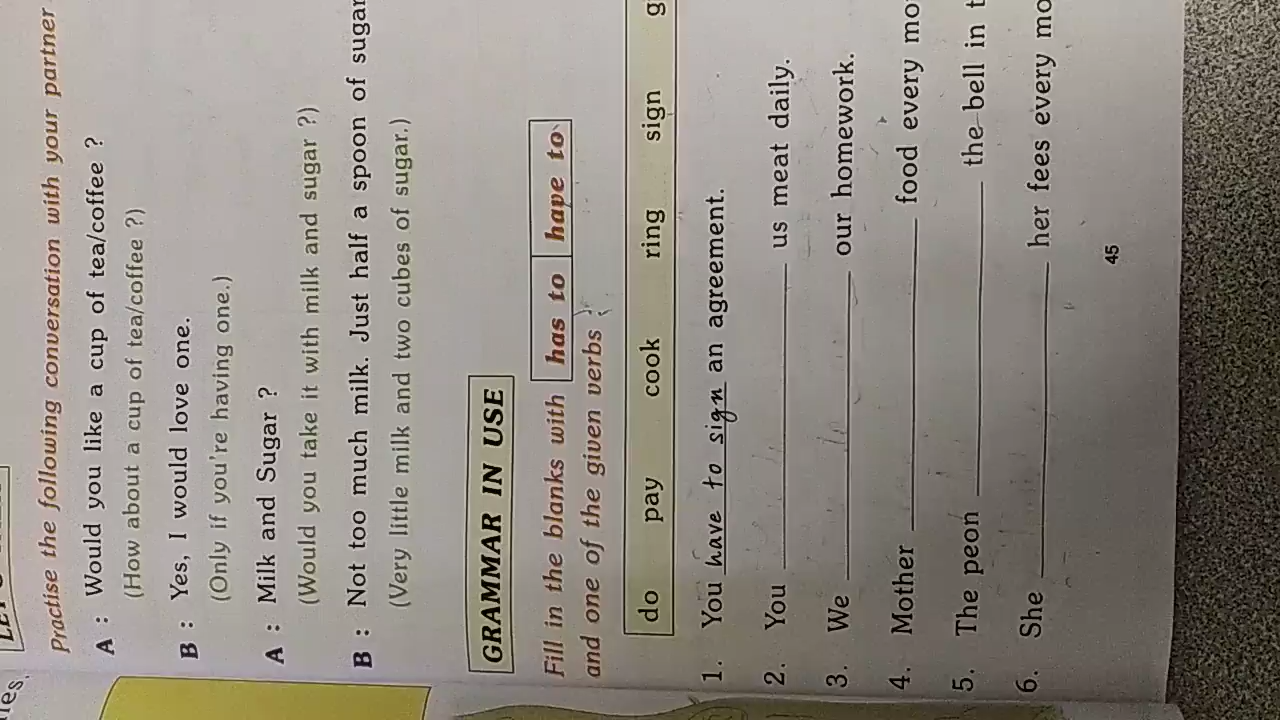 Practise the following conversation with your partner
A : Would you like a cup of tea/coffee ?
(How about a cup of tea/coffee ?)
B : Yes, I would love one.
(Only if you're having one.)
A : Milk and Sugar ?
(Would you take it with milk and sugar ?)
B : Not too much milk. Just half a spoon of sugar
(Very little milk and two cubes of sugar.)
GRAMMAR IN USE
Fill in the blanks with has to have to
and one of the given verbs :
do pay cook ring sign
1. You have to sign an agreement.
2. You ______ us meat daily.
3. We ______ our homework.
4. Mother ______ food every
5. The peon ______ the bell in
6. She ______ her fees every
45